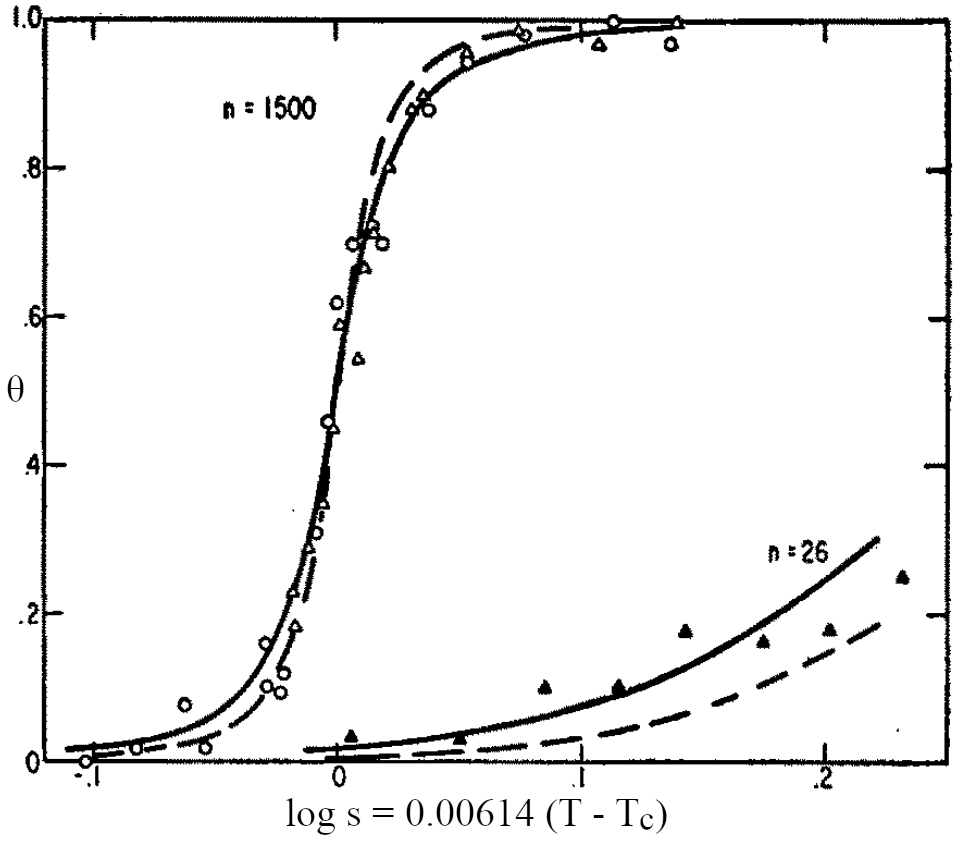 1.0
n = 1500
.8
.6
θ
.4
n = 26
.2
0
-.1 0 .1 .2
log s = 0.00614 (T - Tc)